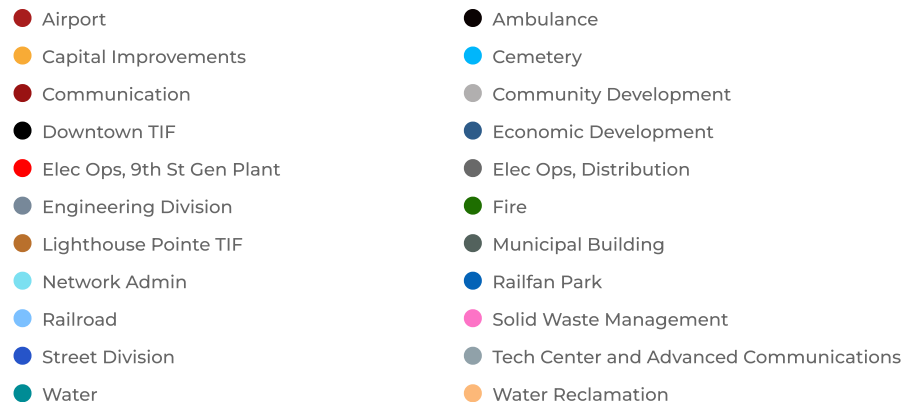 Airport
Ambulance
Capital Improvements
Cemetery
Communication
Community Development
Downtown TIF
Economic Development
Elec Ops, 9th St Gen Plant
Elec Ops, Distribution
Engineering Division
Fire
Lighthouse Pointe TIF
Municipal Building
Network Admin
Railfan Park
Railroad
Solid Waste Management
Street Division
Tech Center and Advanced Communications
Water
Water Reclamation